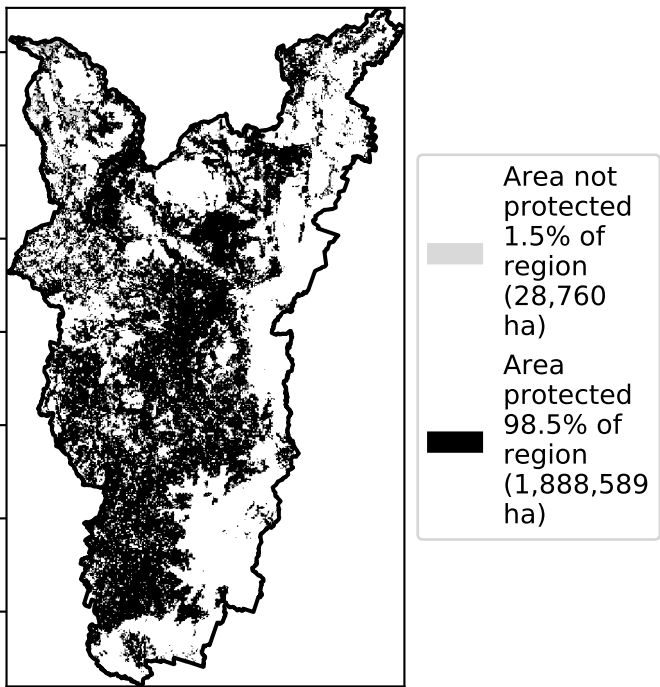 Area not
protected
1.5% of
region
(28,760
ha)
Area
protected
98.5% of
region
(1,888,589
ha)